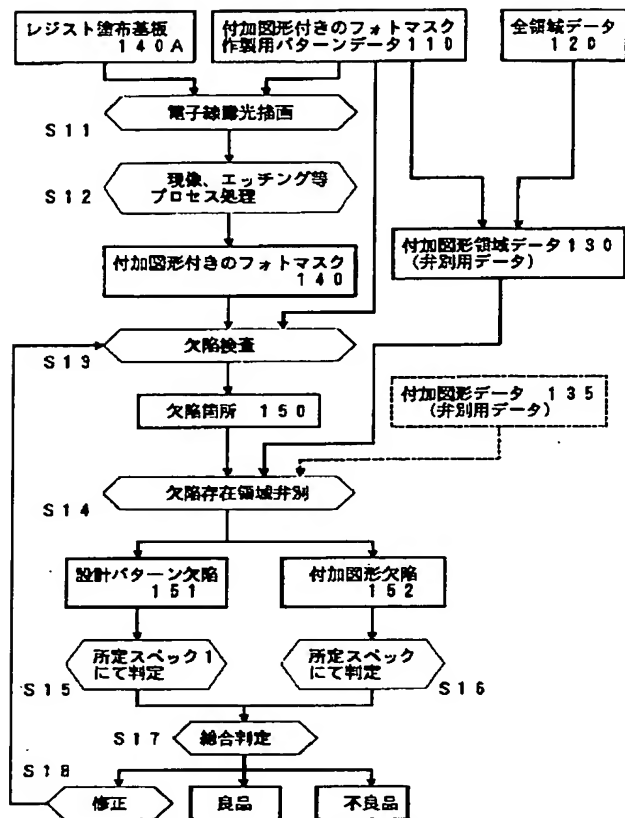 レジスト塗布基板
140A
付加図形付きのフォトマスク
作製用パターンデータ110
全領域データ
120
電子線露光描画
S11
現像、エッチング等
プロセス処理
S12
付加図形付きのフォトマスク
140
付加図形領域データ130
(弁別用データ)
欠陥検査
S13
欠陥箇所 150
付加図形データ 135
(弁別用データ)
欠陥存在領域弁別
S14
設計パターン欠陥
151
付加図形欠陥
152
所定スペック1
にて判定
S15
所定スペック
にて判定
S16
S17
総合判定
S18
修正
良品
不良品